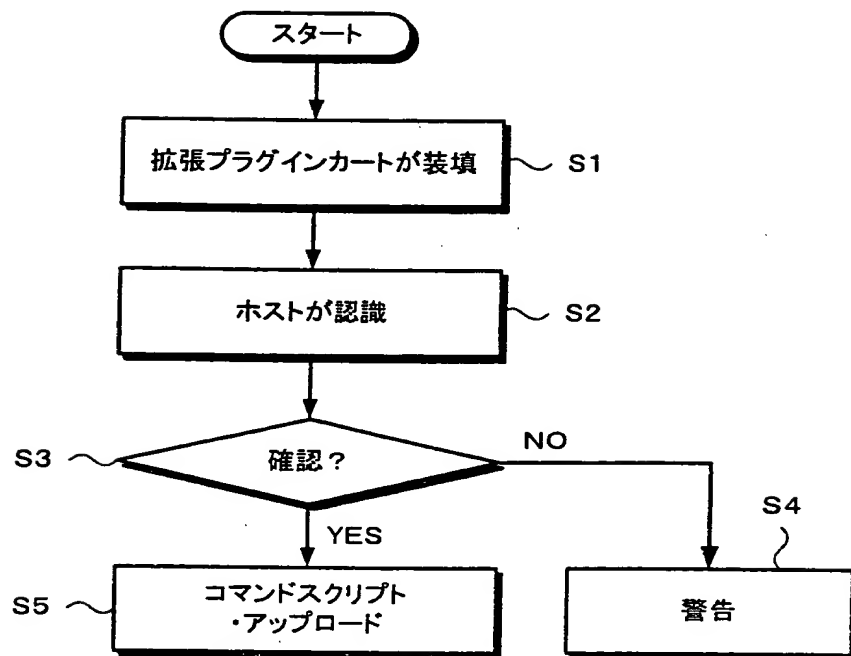 スタート
拡張プラグインカートが装填
S1
ホストが認識
S2
S3
確認？
NO
YES
S4
S5
コマンドスクリプト
・アップロード
警告